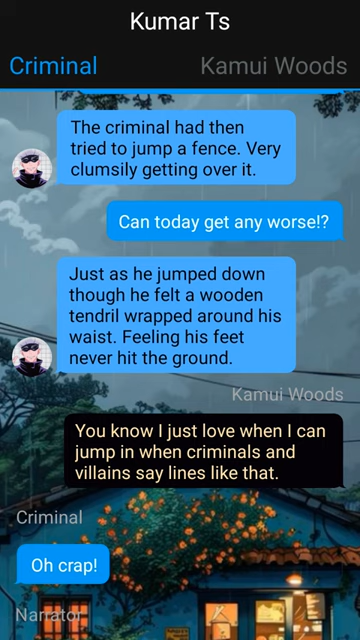 Kumar Ts
Criminal
Kamui Woods
The criminal had then
tried to jump a fence. Very
clumsily getting over it.
Can today get any worse!?
Just as he jumped down
though he felt a wooden
tendril wrapped around his
waist. Feeling his feet
never hit the ground.
Kamui Woods
You know I just love when I can
jump in when criminals and
villains say lines like that.
Criminal
Oh crap!
Narrator